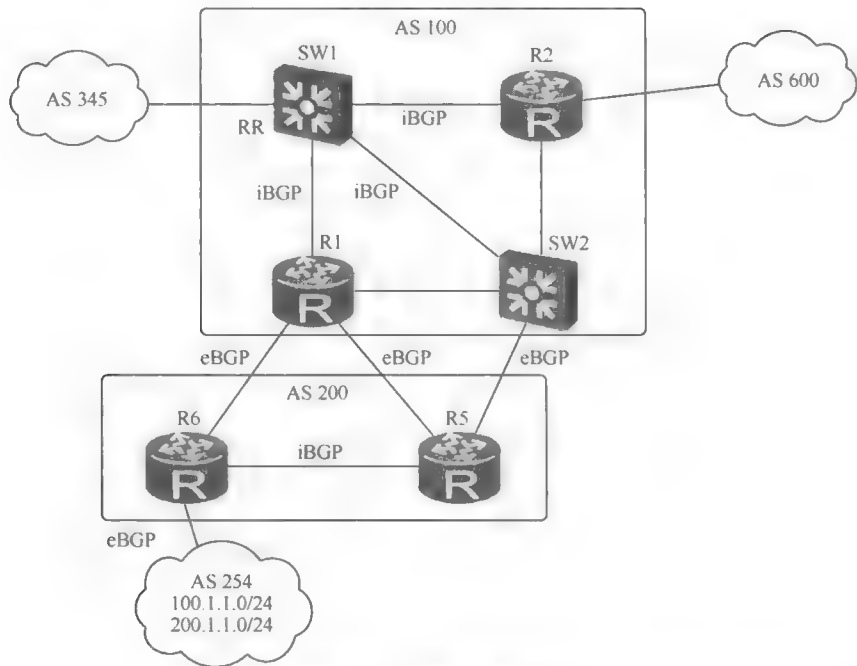 AS 100
SW1
R2
AS 345
AS 600
RR
iBGP
R
iBGP
iBGP
R1
SW2
R
eBGP
eBGP
eBGP
AS 200
R6
R5
iBGP
R
R
eBGP
AS 254
100.1.1.0/24
200.1.1.0/24